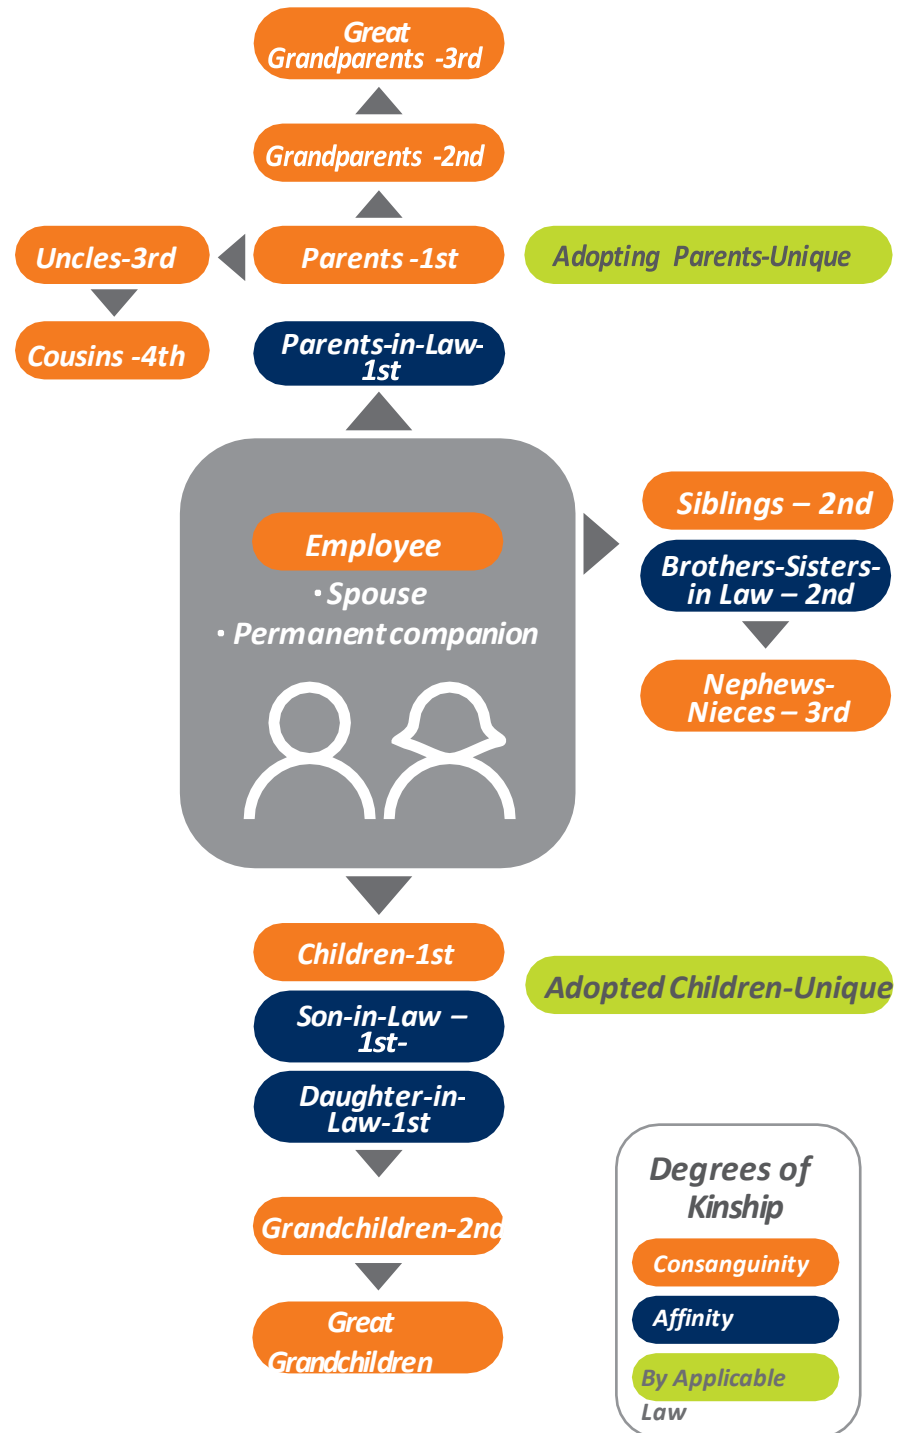 Great
Grandparents -3rd
Grandparents -2nd
Uncles-3rd
Parents -1st
Adopting Parents-Unique
Cousins -4th
Parents-in-Law-
1st
Siblings – 2nd
Employee
Brothers-Sisters-
in Law – 2nd
• Spouse
• Permanent companion
Nephews-
Nieces – 3rd
Children-1st
Adopted Children-Unique
Son-in-Law –
1st-
Daughter-in-
Law-1st
Degrees of
Kinship
Grandchildren-2nd
Consanguinity
Affinity
Great
Grandchildren
By Applicable
Law